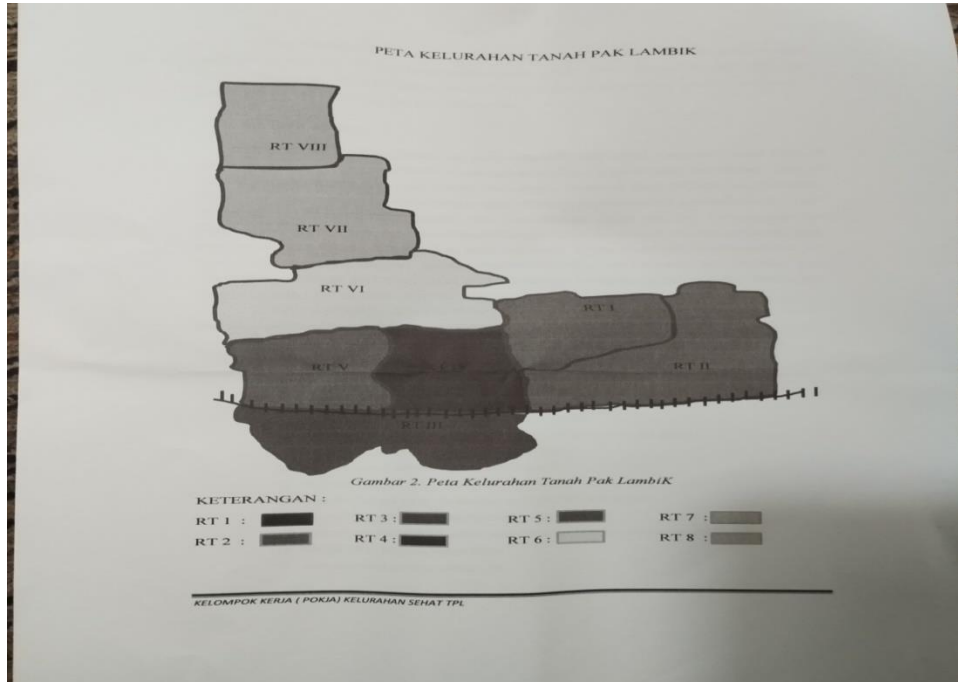 PETA KELURAHAN TANAH PAK LAMBIK
RT VIII
RT VII
RT VI
RT I
RT V
RT II
RT III
Gambar 2. Peta Kelurahan Tanah Pak LambiK
KETERANGAN :
RT 1 : RT 3 : RT 5 : RT 7 :
RT 2 : RT 4 : RT 6 : RT 8 :
KELOMPOK KERJA ( POKJA) KELURAHAN SEHAT TPL